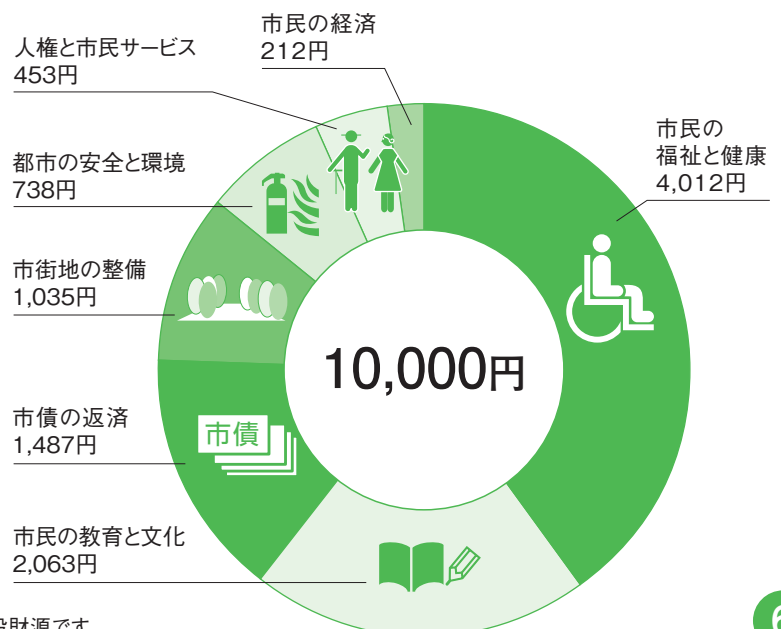 市民の経済
212円
人権と市民サービス
453円
市民の
福祉と健康
4,012円
都市の安全と環境
738円
市街地の整備
1,035円
10,000円
市債の返済
1,487円
市債
市民の教育と文化
2,063円
財源です